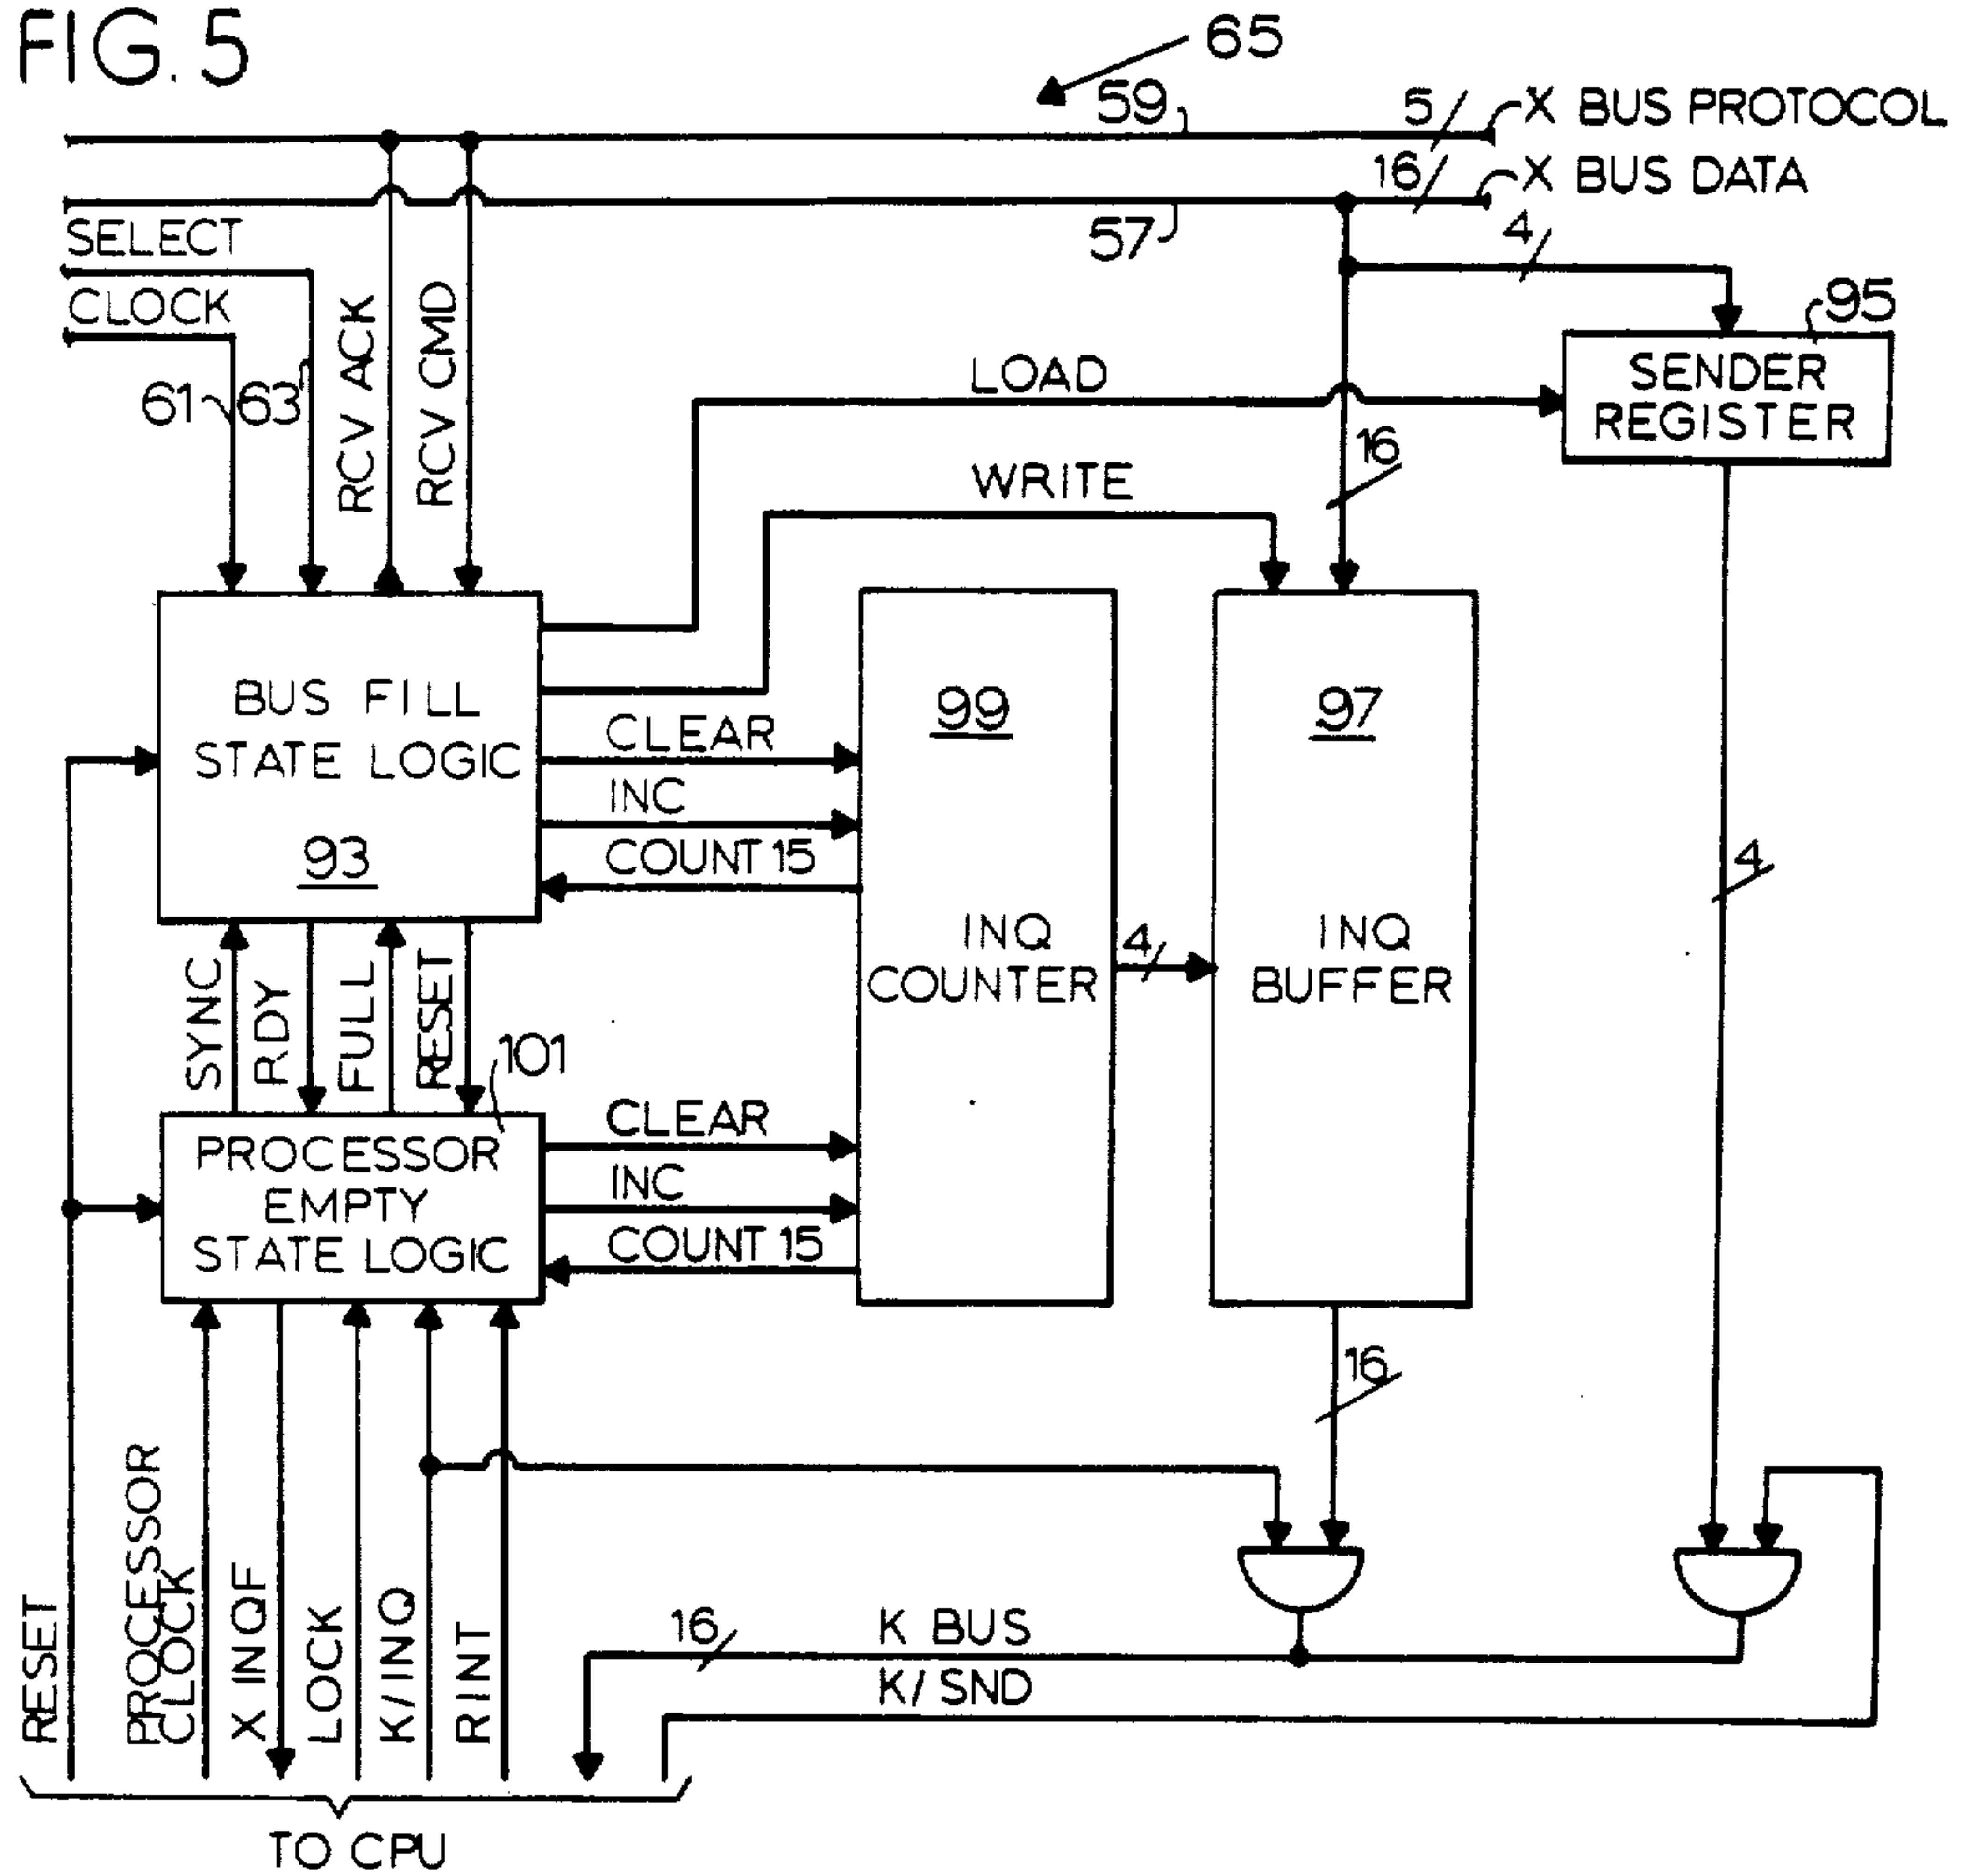 FIG. 5
65
59
5
X BUS PROTOCOL
16
X BUS DATA
SELECT
57
4
CLOCK
95
61
63
RCV ACK
RCV CMD
LOAD
SENDER
REGISTER
16
WRITE
BUS FILL
STATE LOGIC
93
99
97
CLEAR
INC
COUNT 15
4
INQ
COUNTER
4
INQ
BUFFER
SYNC
RDY
FULL
RESET
101
PROCESSOR
EMPTY
STATE LOGIC
CLEAR
INC
COUNT 15
16
RESET
PROCESSOR
CLOCK
X INQF
LOCK
K/INQ
RINT
16
K BUS
K/SND
TO CPU